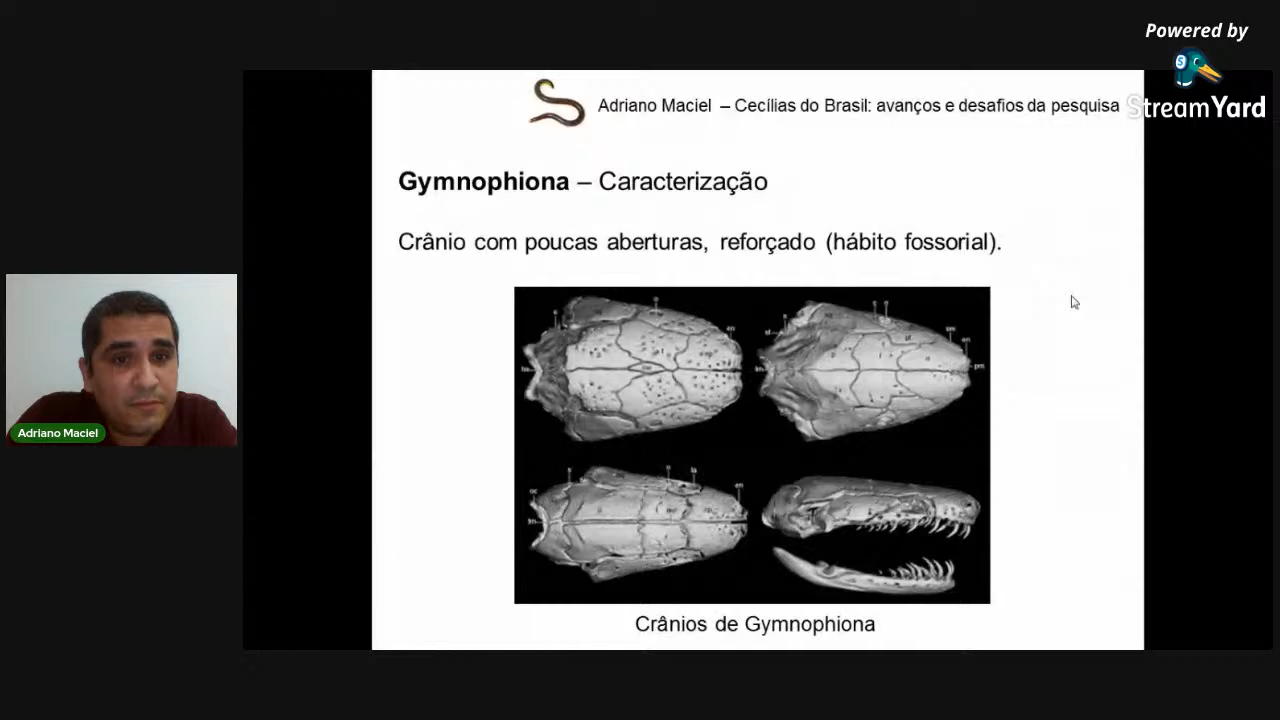 Powered by
StreamYard
Adriano Maciel – Cecílias do Brasil: avanços e desafios da pesquisa
Gymnophiona – Caracterização
Crânio com poucas aberturas, reforçado (hábito fossorial).
Adriano Maciel
Crânios de Gymnophiona